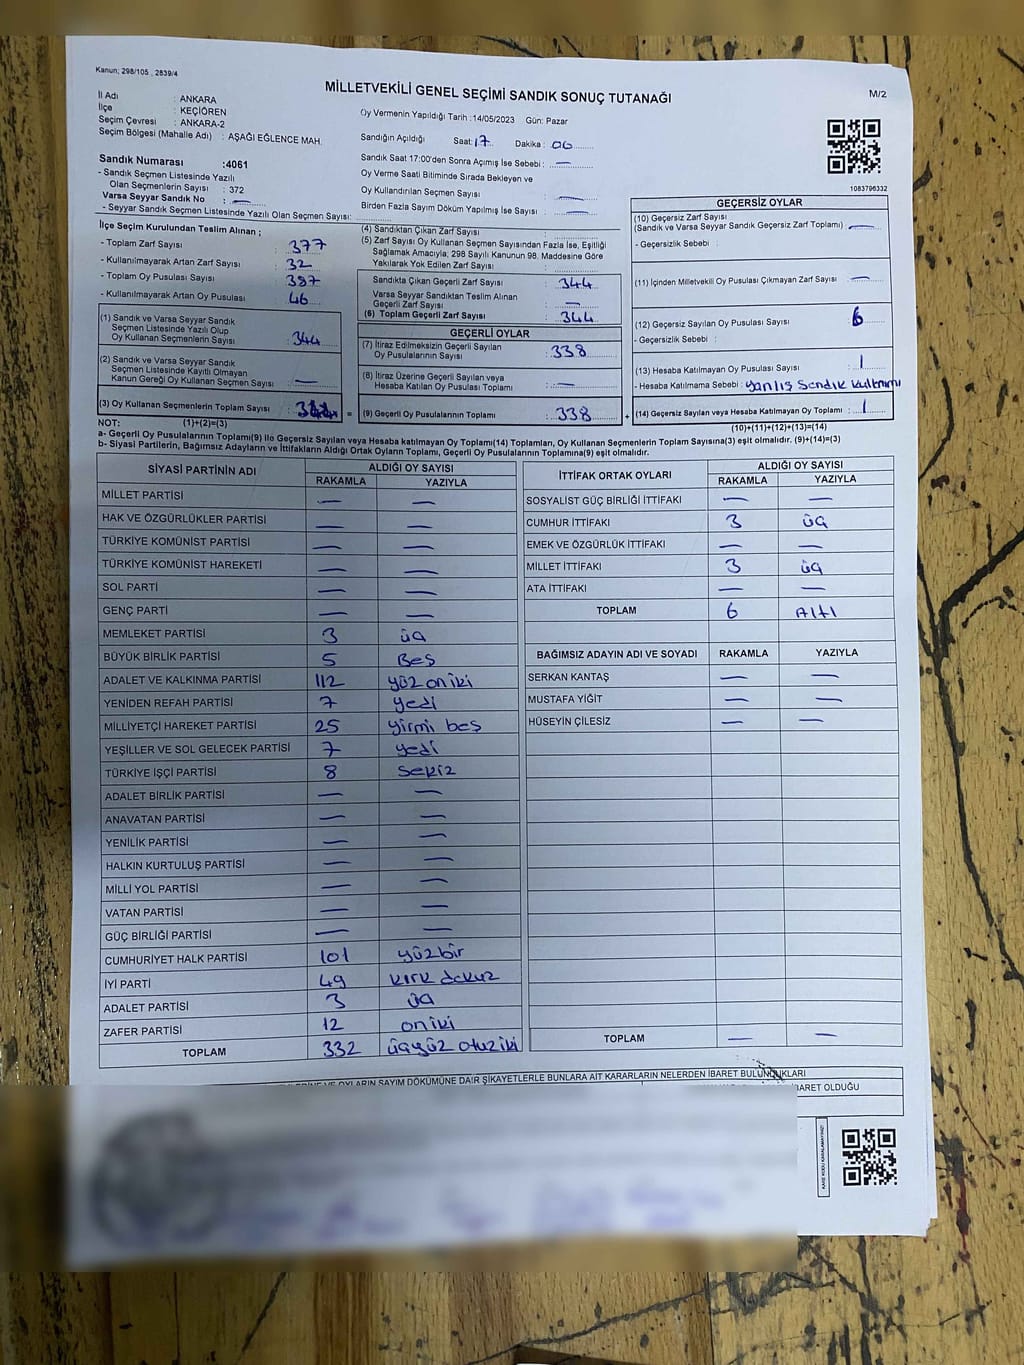 Kanun; 298/105 , 2839/4
MİLLETVEKİLİ GENEL SEÇİMİ SANDIK SONUÇ TUTANAĞI
M/2
İl Adı : ANKARA
İlçe : KEÇİÖREN
Seçim Çevresi : ANKARA-2
Seçim Bölgesi (Mahalle Adı) : AŞAĞI EĞLENCE MAH.
Oy Vermenin Yapıldığı Tarih :14/05/2023 Gün: Pazar
Sandığın Açıldığı Saat: 17 Dakika : 00
Sandık Saat 17:00'den Sonra Açımış İse Sebebi : —
Oy Verme Saati Bitiminde Sırada Bekleyen ve
Oy Kullandırılan Seçmen Sayısı : —
Birden Fazla Sayım Döküm Yapılmış İse Sayısı : —
Sandık Numarası :4061
- Sandık Seçmen Listesinde Yazılı
Olan Seçmenlerin Sayısı : 372
Varsa Seyyar Sandık No : —
- Seyyar Sandık Seçmen Listesinde Yazılı Olan Seçmen Sayısı:
1083796332
İlçe Seçim Kurulundan Teslim Alınan ;
- Toplam Zarf Sayısı : 377
- Kullanılmayarak Artan Zarf Sayısı : 32
- Toplam Oy Pusulası Sayısı : 397
- Kullanılmayarak Artan Oy Pusulası : 46
(1) Sandık ve Varsa Seyyar Sandık
Seçmen Listesinde Yazılı Olup
Oy Kullanan Seçmenlerin Sayısı : 344
(2) Sandık ve Varsa Seyyar Sandık
Seçmen Listesinde Kayıtlı Olmayan
Kanun Gereği Oy Kullanan Seçmen Sayısı : —
(3) Oy Kullanan Seçmenlerin Toplam Sayısı :
(4) Sandıktan Çıkan Zarf Sayısı :
(5) Zarf Sayısı Oy Kullanan Seçmen Sayısından Fazla İse, Eşitliği
Sağlamak Amacıyla; 298 Sayılı Kanunun 98. Maddesine Göre
Yakılarak Yok Edilen Zarf Sayısı :
Sandıkta Çıkan Geçerli Zarf Sayısı : 344
Varsa Seyyar Sandıktan Teslim Alınan
Geçerli Zarf Sayısı : —
(6) Toplam Geçerli Zarf Sayısı : 344
GEÇERLİ OYLAR
(7) İtiraz Edilmeksizin Geçerli Sayılan
Oy Pusulalarının Sayısı : 338
(8) İtiraz Üzerine Geçerli Sayılan veya
Hesaba Katılan Oy Pusulası Toplamı : —
= (9) Geçerli Oy Pusulalarının Toplamı : 338 +
GEÇERSİZ OYLAR
(10) Geçersiz Zarf Sayısı
(Sandık ve Varsa Seyyar Sandık Geçersiz Zarf Toplamı) : —
- Geçersizlik Sebebi :
(11) İçinden Milletvekili Oy Pusulası Çıkmayan Zarf Sayısı : —
(12) Geçersiz Sayılan Oy Pusulası Sayısı : 6
- Geçersizlik Sebebi :
(13) Hesaba Katılmayan Oy Pusulası Sayısı : 1
- Hesaba Katılmama Sebebi : yanlış Sandık kullanımı
(14) Geçersiz Sayılan veya Hesaba Katılmayan Oy Toplamı : 1
NOT: (1)+(2)=(3)
(10)+(11)+(12)+(13)=(14)
a- Geçerli Oy Pusulalarının Toplamı(9) ile Geçersiz Sayılan veya Hesaba katılmayan Oy Toplamı(14) Toplamları, Oy Kullanan Seçmenlerin Toplam Sayısına(3) eşit olmalıdır. (9)+(14)=(3)
b- Siyasi Partilerin, Bağımsız Adayların ve İttifakların Aldığı Ortak Oyların Toplamı, Geçerli Oy Pusulalarının Toplamına(9) eşit olmalıdır.
SİYASİ PARTİNİN ADI ALDIĞI OY SAYISI
RAKAMLA YAZIYLA
MİLLET PARTİSİ — —
HAK VE ÖZGÜRLÜKLER PARTİSİ — —
TÜRKİYE KOMÜNİST PARTİSİ — —
TÜRKİYE KOMÜNİST HAREKETİ — —
SOL PARTİ — —
GENÇ PARTİ — —
MEMLEKET PARTİSİ 3 üç
BÜYÜK BİRLİK PARTİSİ 5 Beş
ADALET VE KALKINMA PARTİSİ 112 yüz oniki
YENİDEN REFAH PARTİSİ 7 yedi
MİLLİYETÇİ HAREKET PARTİSİ 25 yirmi beş
YEŞİLLER VE SOL GELECEK PARTİSİ 7 yedi
TÜRKİYE İŞÇİ PARTİSİ 8 sekiz
ADALET BİRLİK PARTİSİ — —
ANAVATAN PARTİSİ — —
YENİLİK PARTİSİ — —
HALKIN KURTULUŞ PARTİSİ — —
MİLLİ YOL PARTİSİ — —
VATAN PARTİSİ — —
GÜÇ BİRLİĞİ PARTİSİ — —
CUMHURİYET HALK PARTİSİ 101 yüzbir
İYİ PARTİ 49 kırk dokuz
ADALET PARTİSİ 3 üç
ZAFER PARTİSİ 12 oniki
TOPLAM 332 üçyüz otuziki
İTTİFAK ORTAK OYLARI ALDIĞI OY SAYISI
RAKAMLA YAZIYLA
SOSYALİST GÜÇ BİRLİĞİ İTTİFAKI — —
CUMHUR İTTİFAKI 3 üç
EMEK VE ÖZGÜRLÜK İTTİFAKI — —
MİLLET İTTİFAKI 3 üç
ATA İTTİFAKI — —
TOPLAM 6 Altı
BAĞIMSIZ ADAYIN ADI VE SOYADI RAKAMLA YAZIYLA
SERKAN KANTAŞ — —
MUSTAFA YİĞİT — —
HÜSEYİN ÇİLESİZ — —
TOPLAM — —
OYLARIN SAYIM DÖKÜMÜNE DAİR ŞİKAYETLERLE BUNLARA AİT KARARLARIN NELERDEN İBARET BULUNDUKLARI
İBARET OLDUĞU